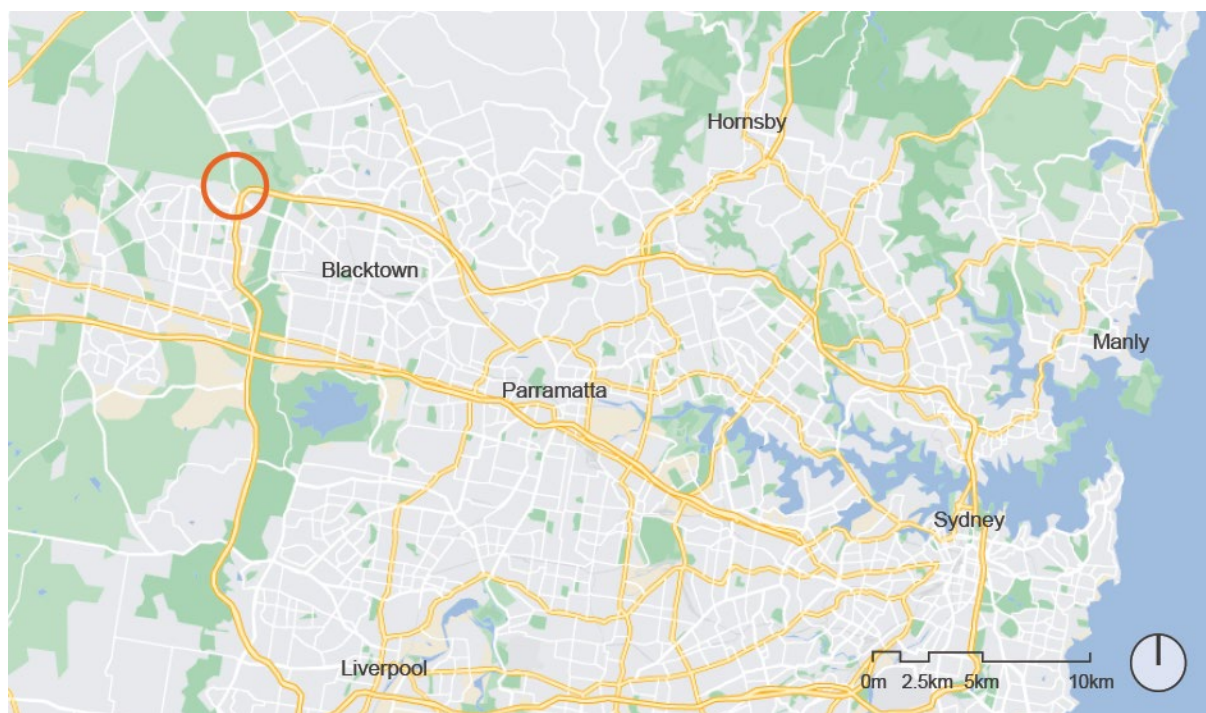 Hornsby
Blacktown
Manly
Parramatta
Sydney
Liverpool
0m 2.5km 5km 10km